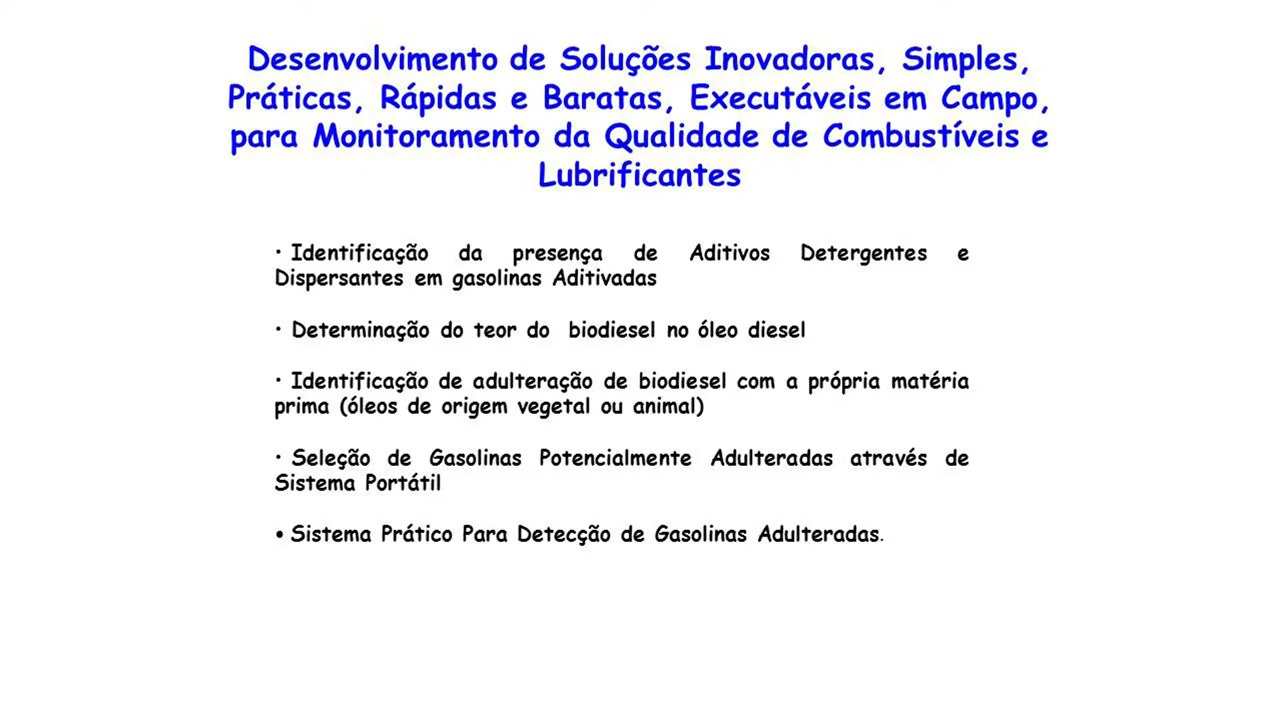 Desenvolvimento de Soluções Inovadoras, Simples,
Práticas, Rápidas e Baratas, Executáveis em Campo,
para Monitoramento da Qualidade de Combustíveis e
Lubrificantes
• Identificação da presença de Aditivos Detergentes e
Dispersantes em gasolinas Aditivadas
• Determinação do teor do biodiesel no óleo diesel
• Identificação de adulteração de biodiesel com a própria matéria
prima (óleos de origem vegetal ou animal)
• Seleção de Gasolinas Potencialmente Adulteradas através de
Sistema Portátil
• Sistema Prático Para Detecção de Gasolinas Adulteradas.